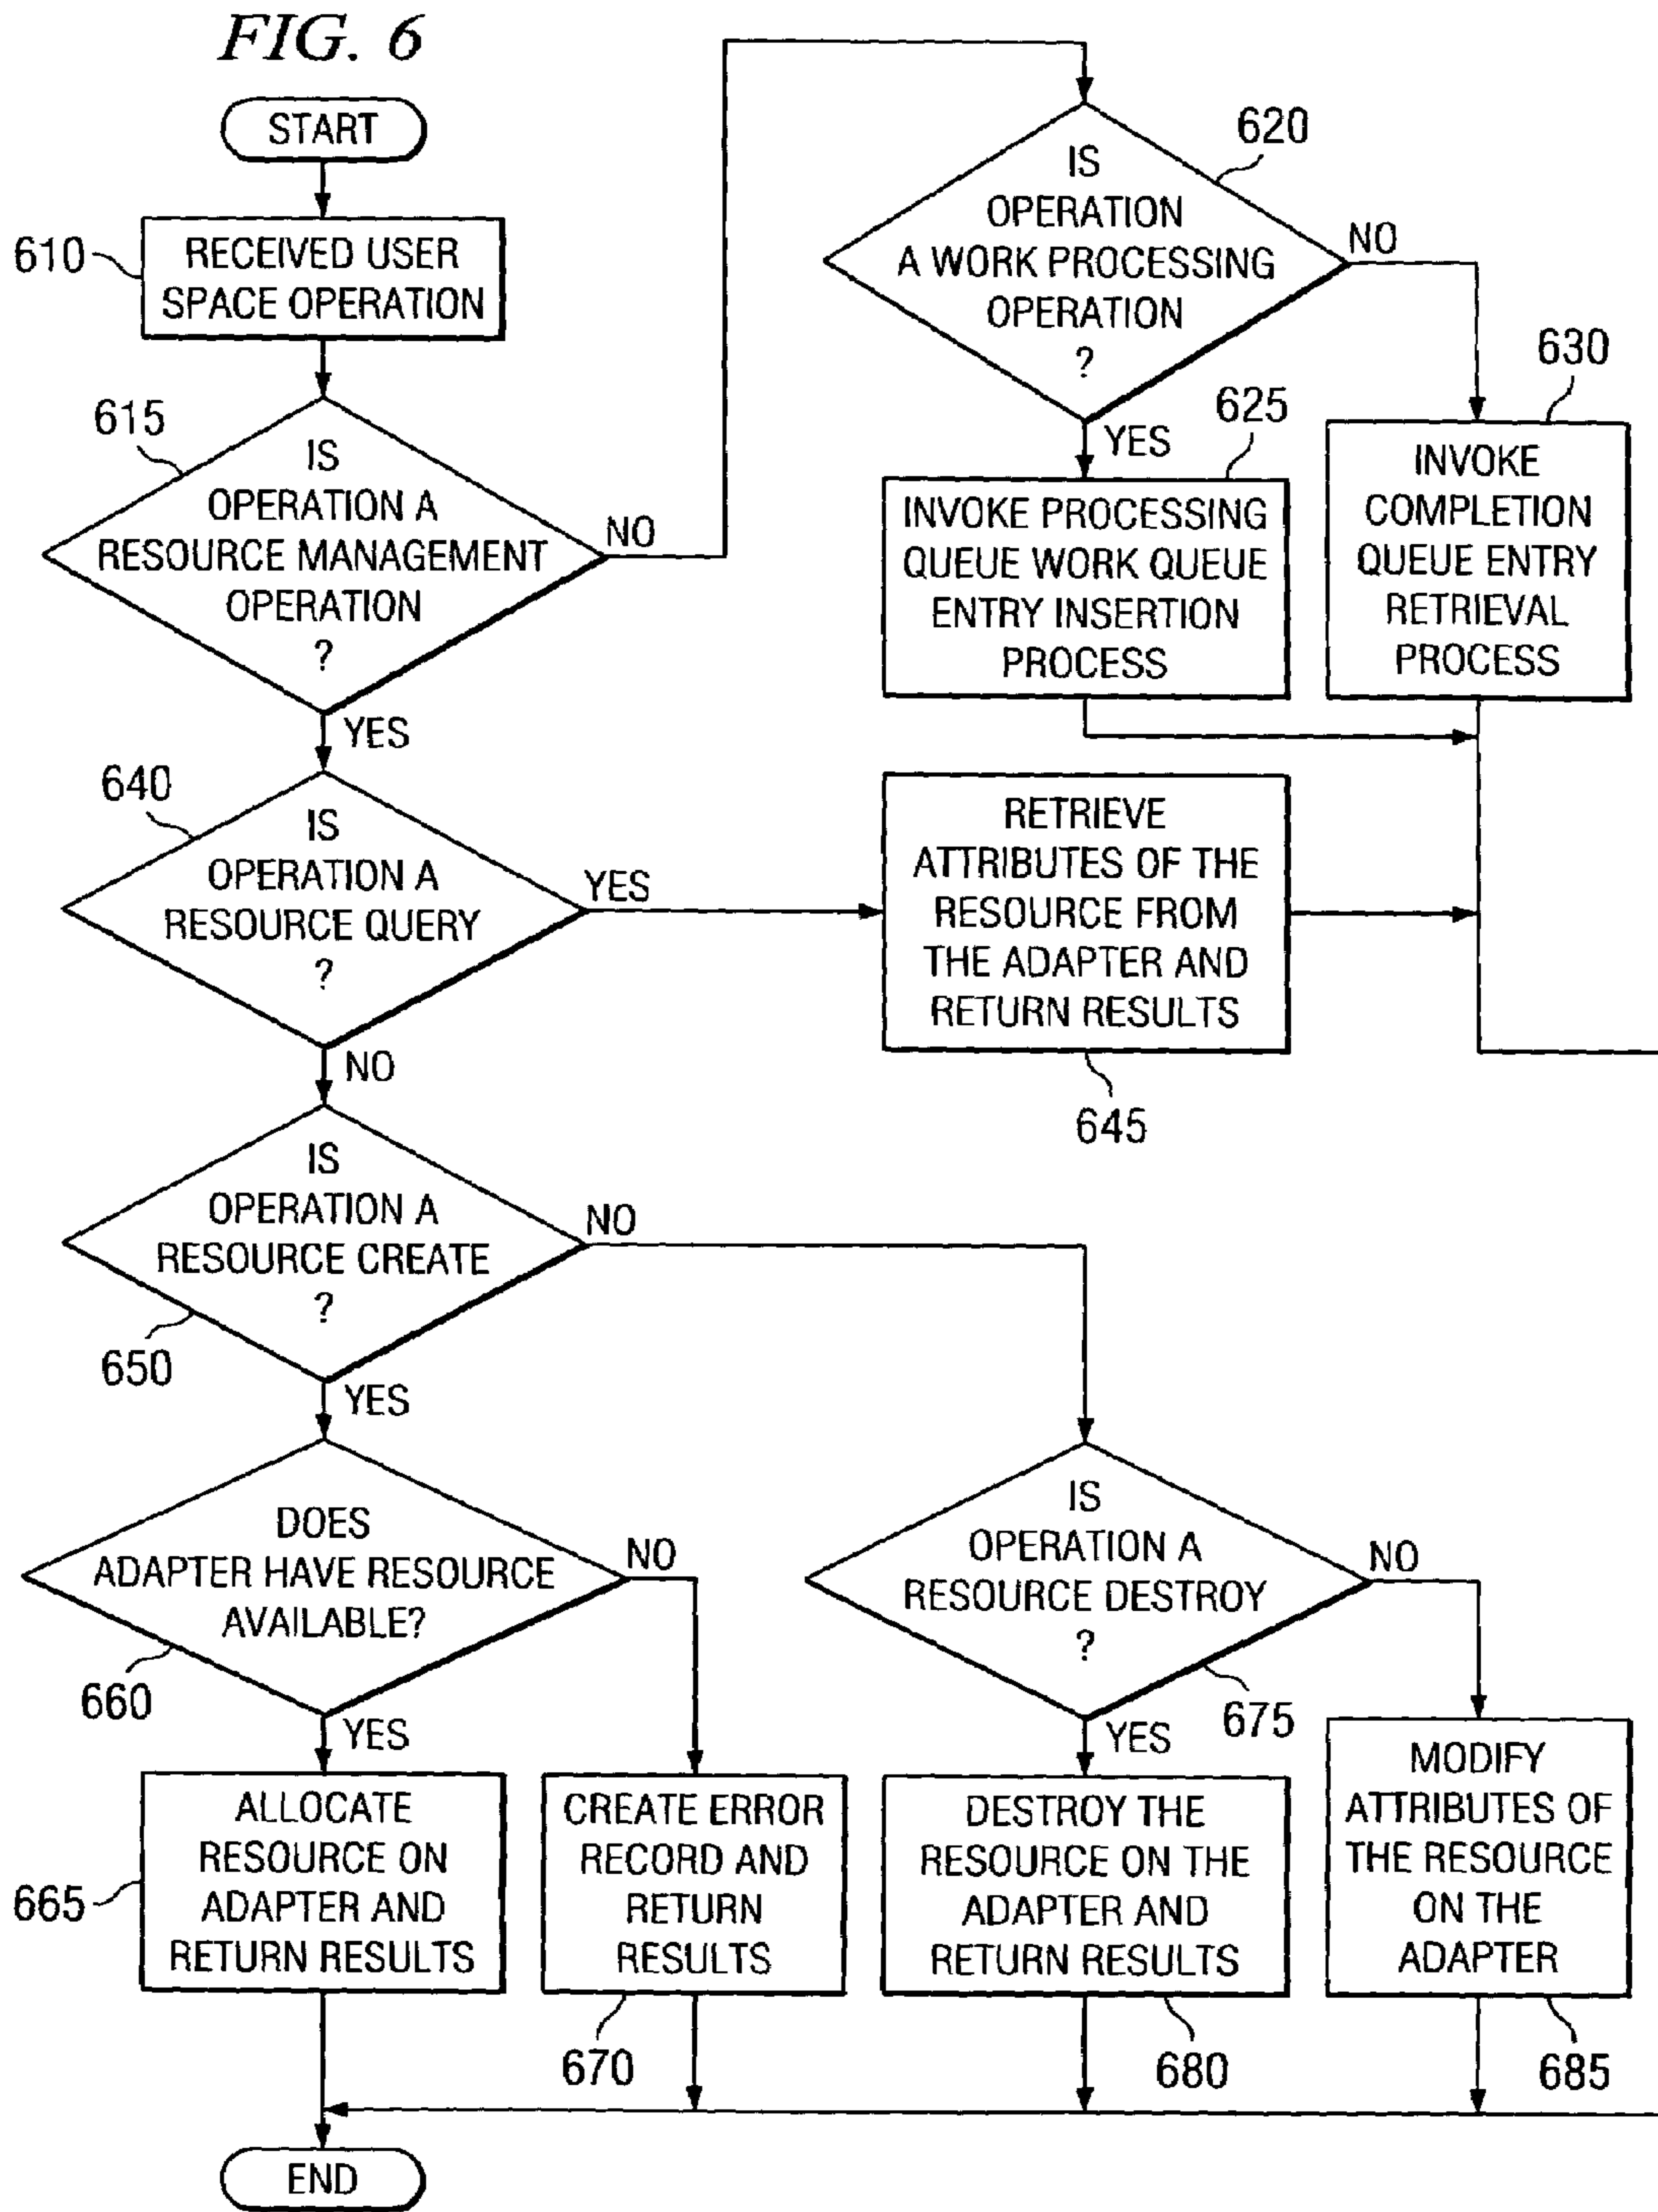 FIG. 6
START
610
RECEIVED USER
SPACE OPERATION
615
IS
OPERATION A
RESOURCE MANAGEMENT
OPERATION
?
NO
YES
620
IS
OPERATION
A WORK PROCESSING
OPERATION
?
NO
YES
625
INVOKE PROCESSING
QUEUE WORK QUEUE
ENTRY INSERTION
PROCESS
630
INVOKE
COMPLETION
QUEUE ENTRY
RETRIEVAL
PROCESS
640
IS
OPERATION A
RESOURCE QUERY
?
YES
NO
RETRIEVE
ATTRIBUTES OF THE
RESOURCE FROM
THE ADAPTER AND
RETURN RESULTS
645
IS
OPERATION A
RESOURCE CREATE
?
650
NO
YES
DOES
ADAPTER HAVE RESOURCE
AVAILABLE?
660
NO
YES
IS
OPERATION A
RESOURCE DESTROY
?
675
NO
YES
665
ALLOCATE
RESOURCE ON
ADAPTER AND
RETURN RESULTS
CREATE ERROR
RECORD AND
RETURN
RESULTS
670
DESTROY THE
RESOURCE ON THE
ADAPTER AND
RETURN RESULTS
680
MODIFY
ATTRIBUTES OF
THE RESOURCE
ON THE
ADAPTER
685
END